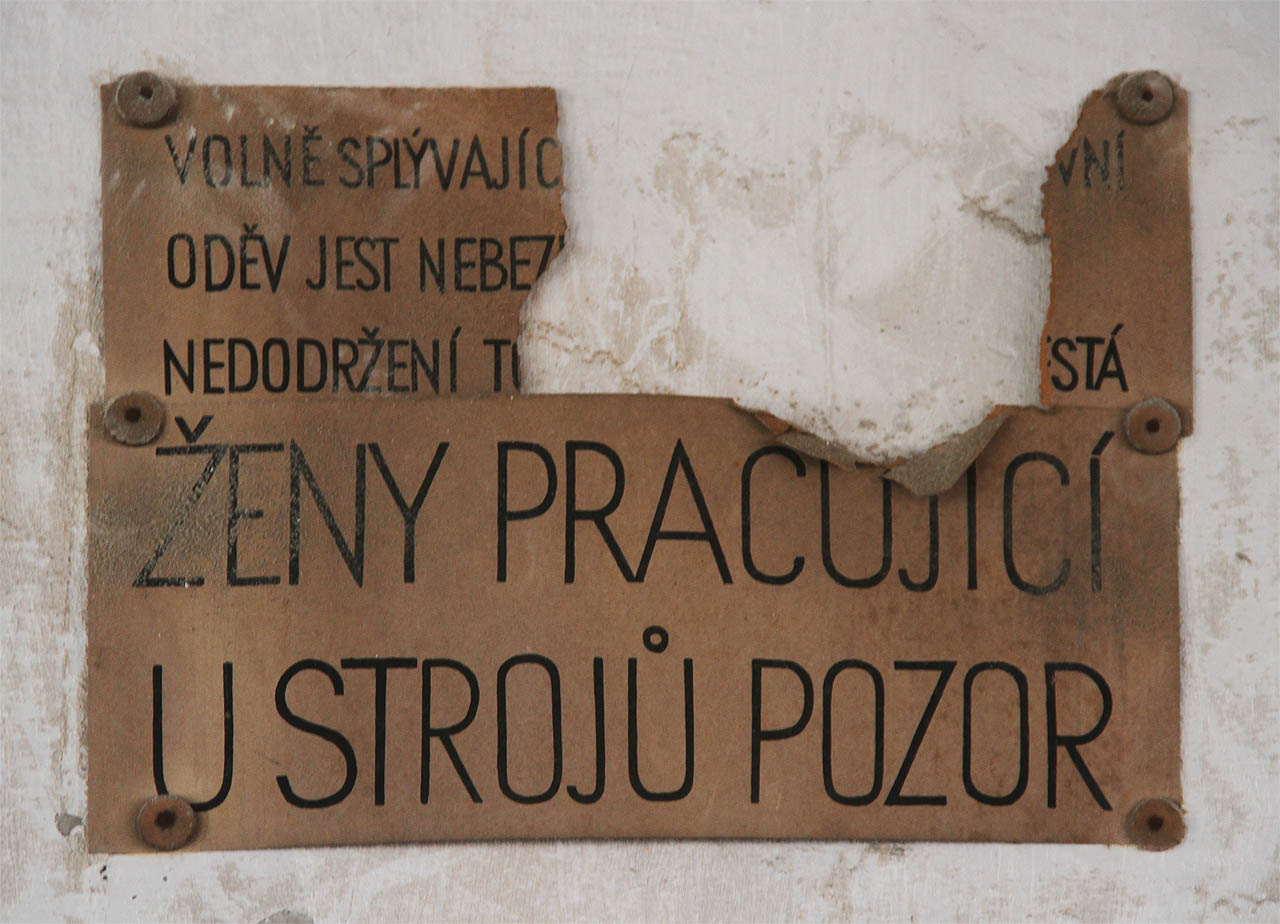 VOLNĚ SPLÝVAJÍC VNÍ
ODĚV JEST NEBEZ
NEDODRŽENÍ STÁ
ŽENY PRACUJÍCÍ
U STROJŮ POZOR